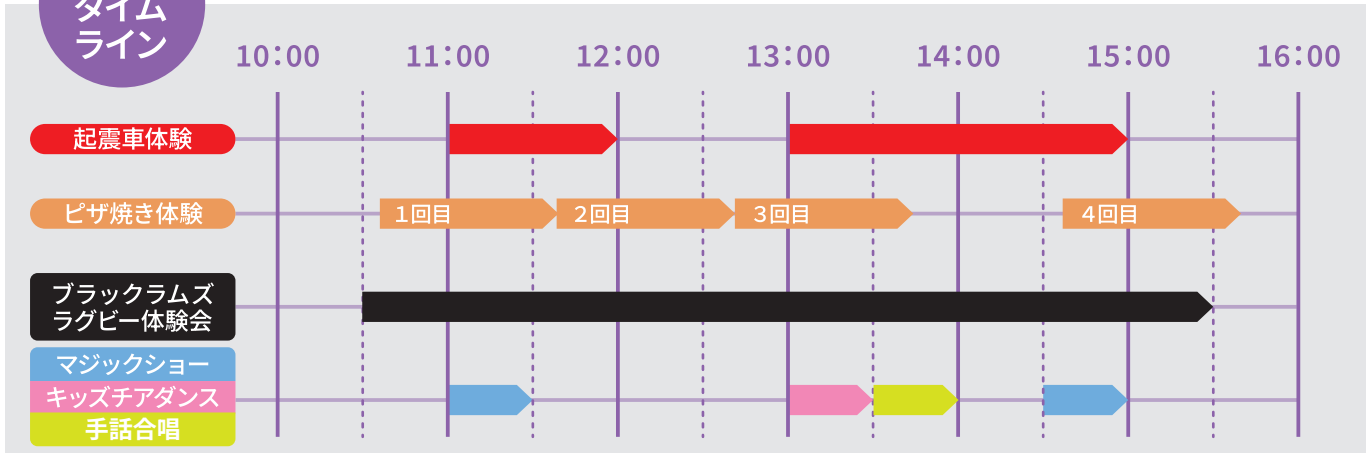 タイム
ライン
10:00 11:00 12:00 13:00 14:00 15:00 16:00
起震車体験
ピザ焼き体験
1回目 2回目 3回目 4回目
ブラックラムズ
ラグビー体験会
マジックショー
キッズチアダンス
手話合唱